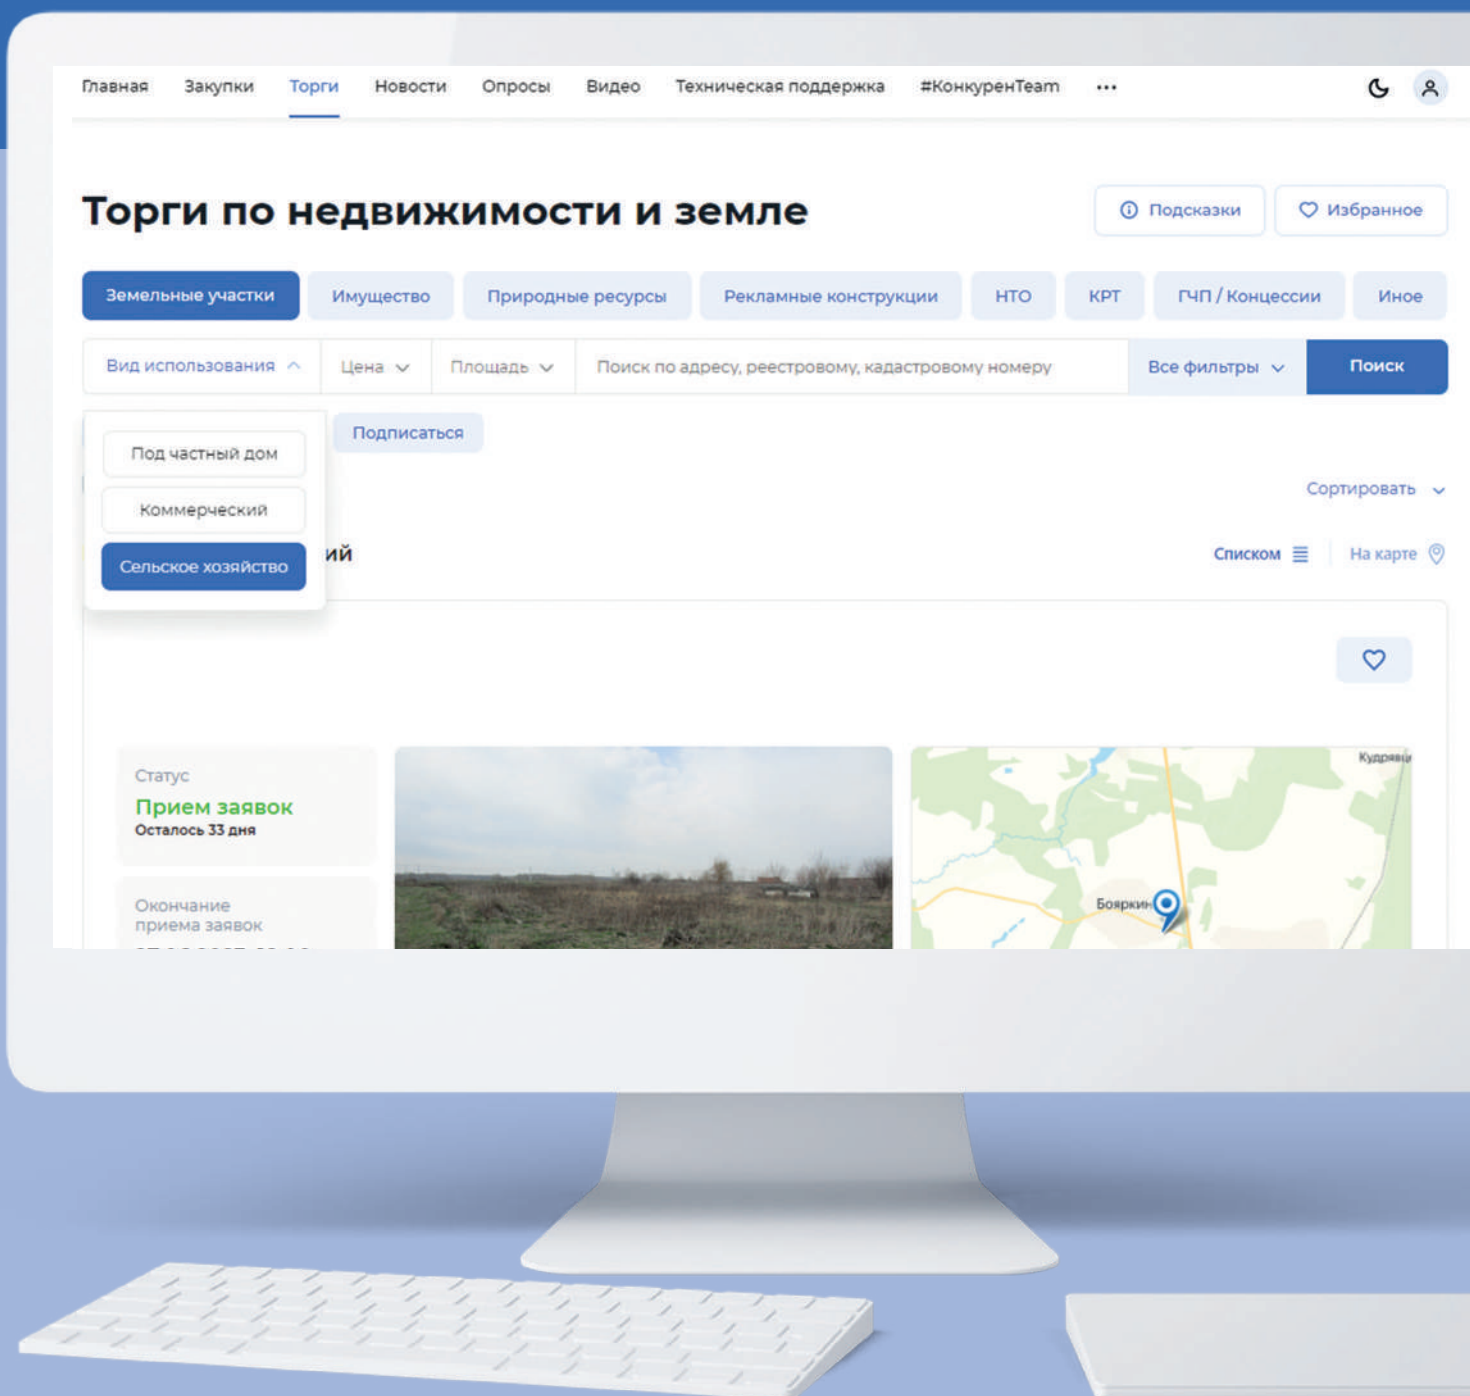 Главная Закупки Торги Новости Опросы Видео Техническая поддержка #КонкуренTeam ...
Торги по недвижимости и земле
Подсказки Избранное
Земельные участки Имущество Природные ресурсы Рекламные конструкции НТО КРТ ГЧП / Концессии Иное
Вид использования Цена Площадь Поиск по адресу, реестровому, кадастровому номеру Все фильтры Поиск
Подписаться
Под частный дом
Сортировать
Коммерческий
Сельское хозяйство
ий
Списком На карте
Статус
Прием заявок
Осталось 33 дня
Окончание
приема заявок
Кудрявц
Бояркин